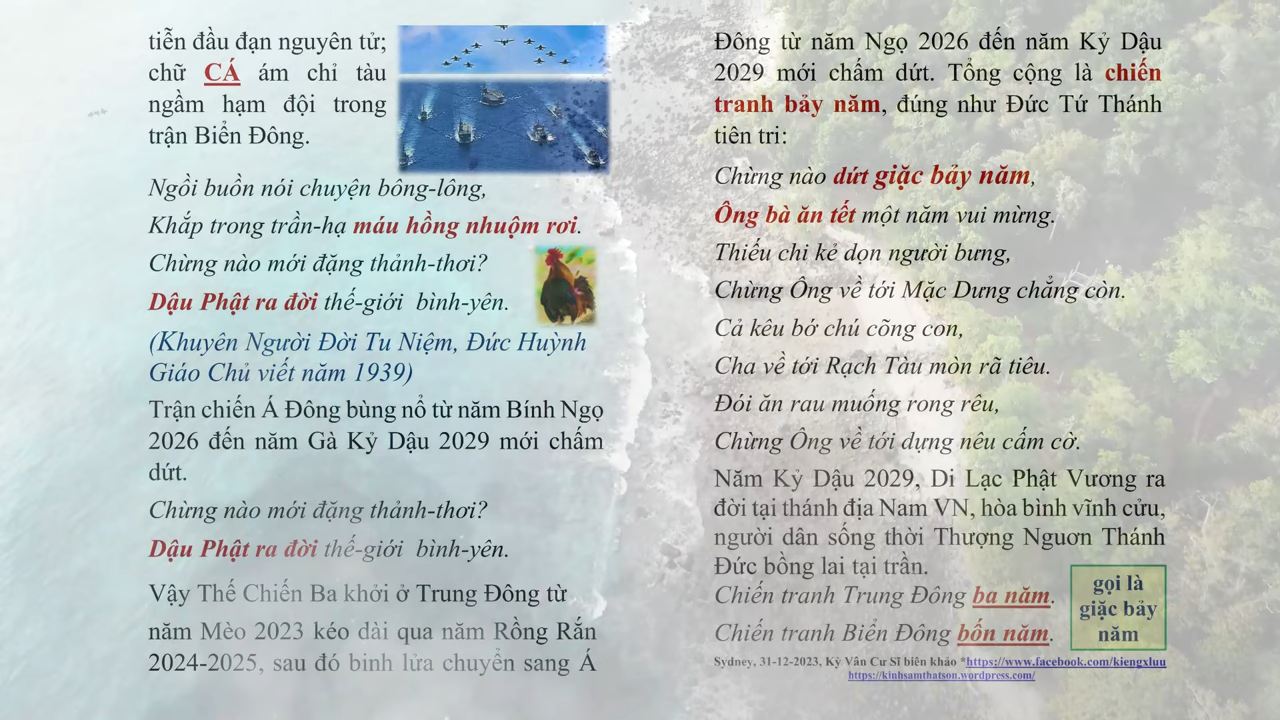 tiễn đầu đạn nguyên tử;
chữ CÁ ám chỉ tàu
ngầm hạm đội trong
trận Biển Đông.
Ngồi buồn nói chuyện bông-lông,
Khắp trong trần-hạ máu hồng nhuộm rơi.
Chừng nào mới đặng thảnh-thơi?
Dậu Phật ra đời thế-giới bình-yên.
(Khuyên Người Đời Tu Niệm, Đức Huỳnh
Giáo Chủ viết năm 1939)
Trận chiến Á Đông bùng nổ từ năm Bính Ngọ
2026 đến năm Gà Kỷ Dậu 2029 mới chấm
dứt.
Chừng nào mới đặng thảnh-thơi?
Dậu Phật ra đời thế-giới bình-yên.
Vậy Thế Chiến Ba khởi ở Trung Đông từ
năm Mèo 2023 kéo dài qua năm Rồng Rắn
2024-2025, sau đó binh lửa chuyển sang Á
Đông từ năm Ngọ 2026 đến năm Kỷ Dậu
2029 mới chấm dứt. Tổng cộng là chiến
tranh bảy năm, đúng như Đức Tứ Thánh
tiên tri:
Chừng nào dứt giặc bảy năm,
Ông bà ăn tết một năm vui mừng.
Thiếu chi kẻ dọn người bưng,
Chừng Ông về tới Mặc Dưng chẳng còn.
Cả kêu bớ chú cõng con,
Cha về tới Rạch Tàu mòn rã tiêu.
Đói ăn rau muống rong rêu,
Chừng Ông về tới dựng nêu cắm cờ.
Năm Kỷ Dậu 2029, Di Lạc Phật Vương ra
đời tại thánh địa Nam VN, hòa bình vĩnh cửu,
người dân sống thời Thượng Nguơn Thánh
Đức bồng lai tại trần.
Chiến tranh Trung Đông ba năm.
Chiến tranh Biển Đông bốn năm.
gọi là
giặc bảy
năm
Sydney, 31-12-2023, Kỳ Vân Cư Sĩ biên khảo *https://www.facebook.com/kiengxluu
https://kinhsamthatson.wordpress.com/